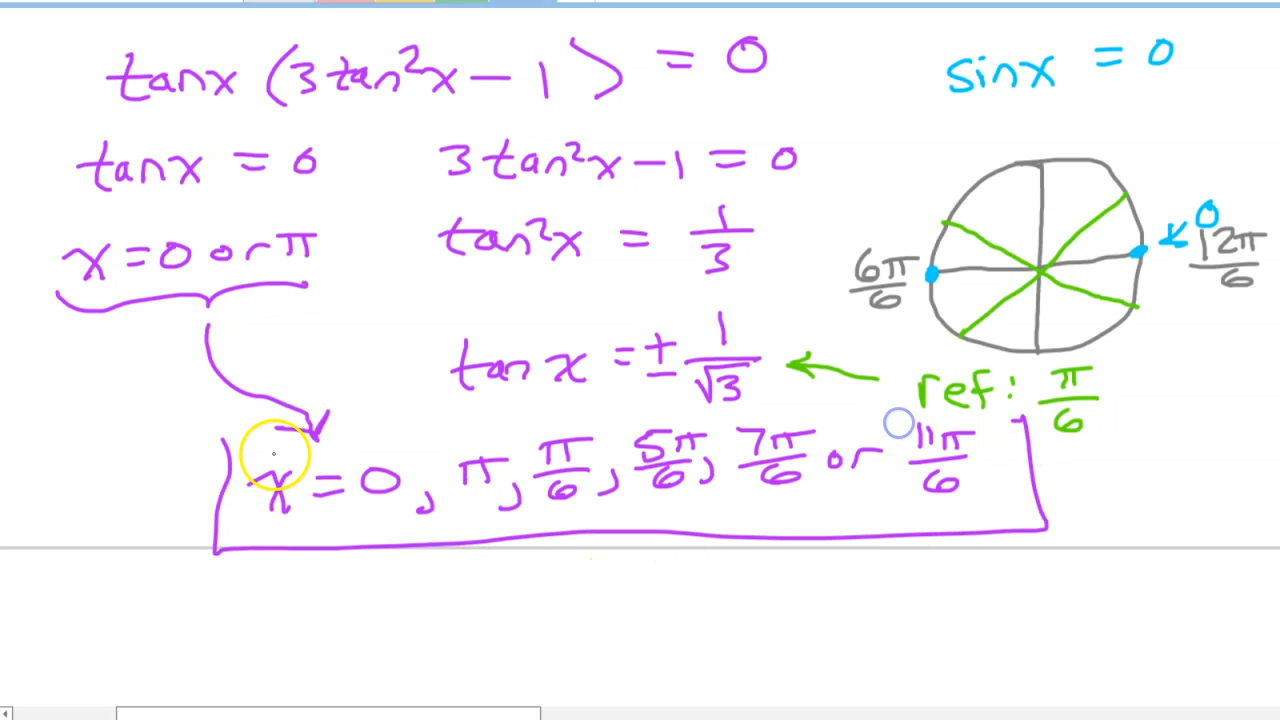 tanx (3tan²x − 1) = 0
sinx = 0
tanx = 0
3tan²x − 1 = 0
x = 0 or π
tan²x = 1/3
6π/6
0
12π/6
tan x = ± 1/√3
ref: π/6
x = 0, π, π/6, 5π/6, 7π/6 or 11π/6